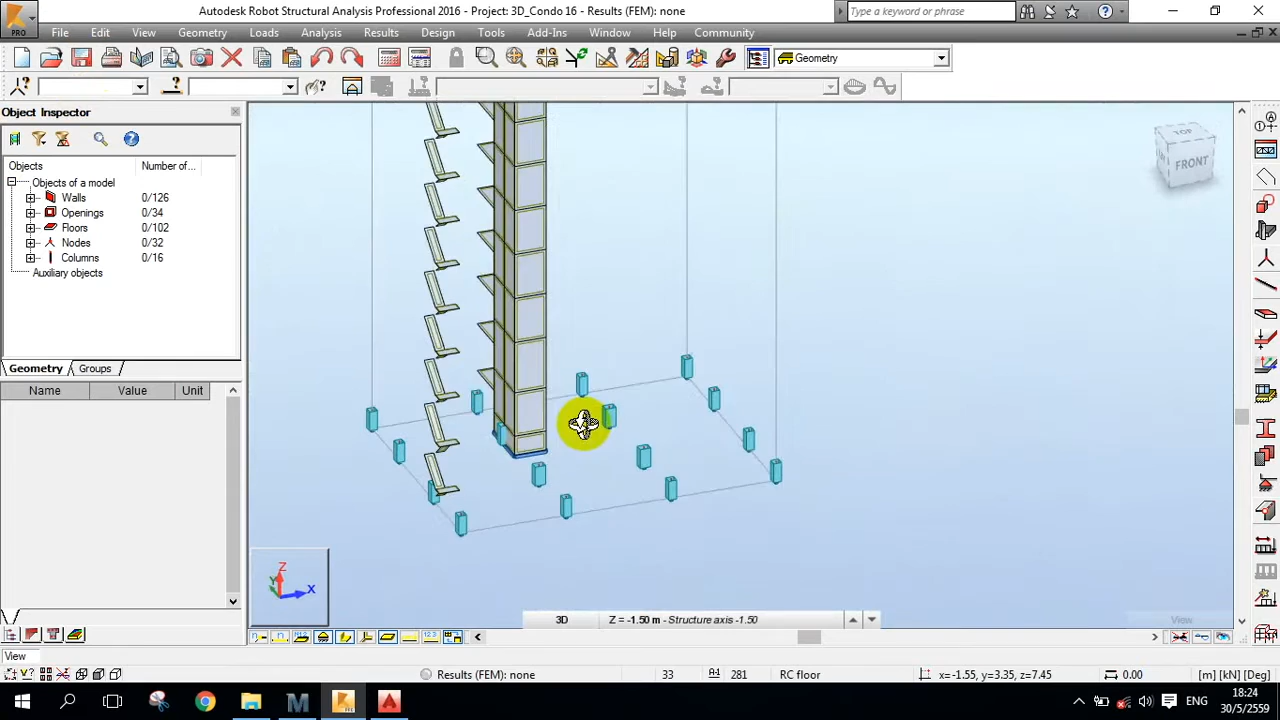 Autodesk Robot Structural Analysis Professional 2016 - Project: 3D_Condo 16 - Results (FEM): none
Type a keyword or phrase
PRO
File Edit View Geometry Loads Analysis Results Design Tools Add-Ins Window Help Community
Geometry
Object Inspector
Objects Number of...
Objects of a model
Walls 0/126
Openings 0/34
Floors 0/102
Nodes 0/32
Columns 0/16
Auxiliary objects
Geometry Groups
Name Value Unit
TOP
FRONT
Z
Y
X
3D Z = -1.50 m - Structure axis -1.50
View
View
Results (FEM): none 33 281 RC floor x=-1.55, y=3.35, z=7.45 0.00 [m] [kN] [Deg]
ENG
18:24
30/5/2559